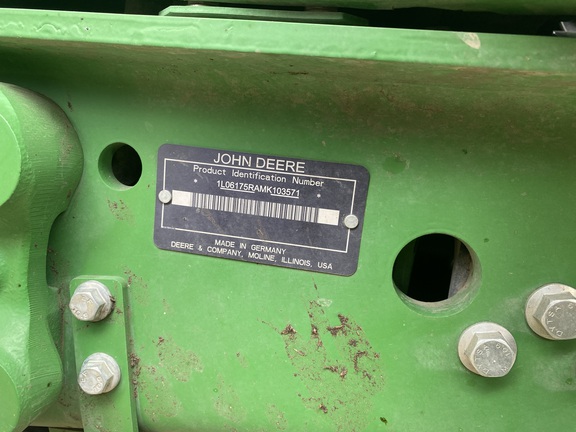 JOHN DEERE
Product Identification Number
* 1L06175RAMK103571 *
MADE IN GERMANY
DEERE & COMPANY, MOLINE, ILLINOIS, USA